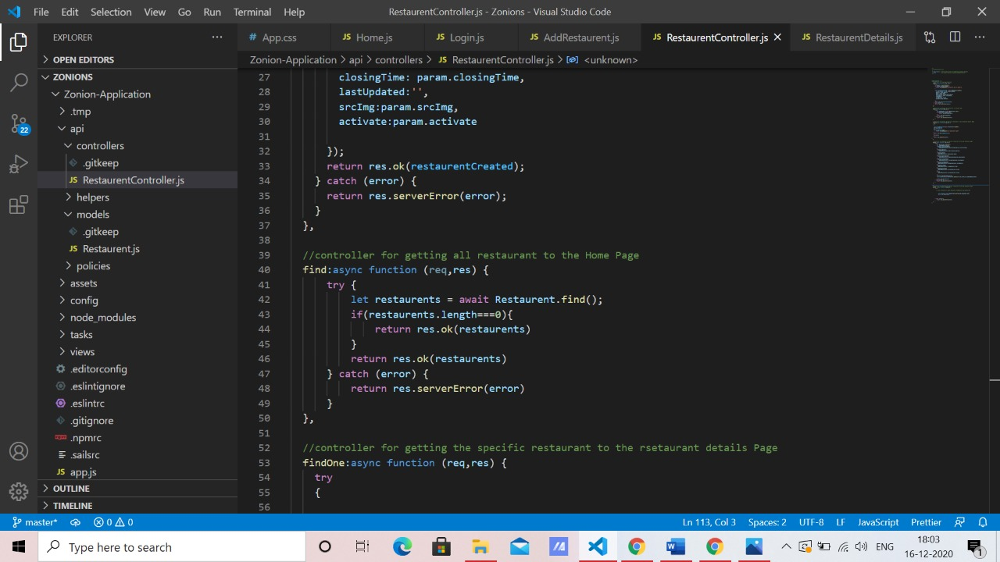 File Edit Selection View Go Run Terminal Help RestaurentController.js - Zonions - Visual Studio Code
EXPLORER
OPEN EDITORS
ZONIONS
Zonion-Application
.tmp
api
controllers
.gitkeep
JS RestaurentController.js
helpers
models
.gitkeep
JS Restaurent.js
policies
assets
config
node_modules
tasks
views
.editorconfig
.eslintignore
.eslintrc
.gitignore
.npmrc
.sailsrc
JS app.js
OUTLINE
TIMELINE
22
# App.css JS Home.js JS Login.js JS AddRestaurent.js JS RestaurentController.js JS RestaurentDetails.js
Zonion-Application > api > controllers > JS RestaurentController.js > <unknown>
27 closingTime: param.closingTime,
28 lastUpdated:'',
29 srcImg:param.srcImg,
30 activate:param.activate
31
32 });
33 return res.ok(restaurentCreated);
34 } catch (error) {
35 return res.serverError(error);
36 }
37 },
38
39 //controller for getting all restaurant to the Home Page
40 find:async function (req,res) {
41 try {
42 let restaurents = await Restaurent.find();
43 if(restaurents.length===0){
44 return res.ok(restaurents)
45 }
46 return res.ok(restaurents)
47 } catch (error) {
48 return res.serverError(error)
49 }
50 },
51
52 //controller for getting the specific restaurant to the rsetaurant details Page
53 findOne:async function (req,res) {
54 try
55 {
56
master* 0 0 Ln 113, Col 3 Spaces: 2 UTF-8 LF JavaScript Prettier
Type here to search ENG 18:03
16-12-2020 1